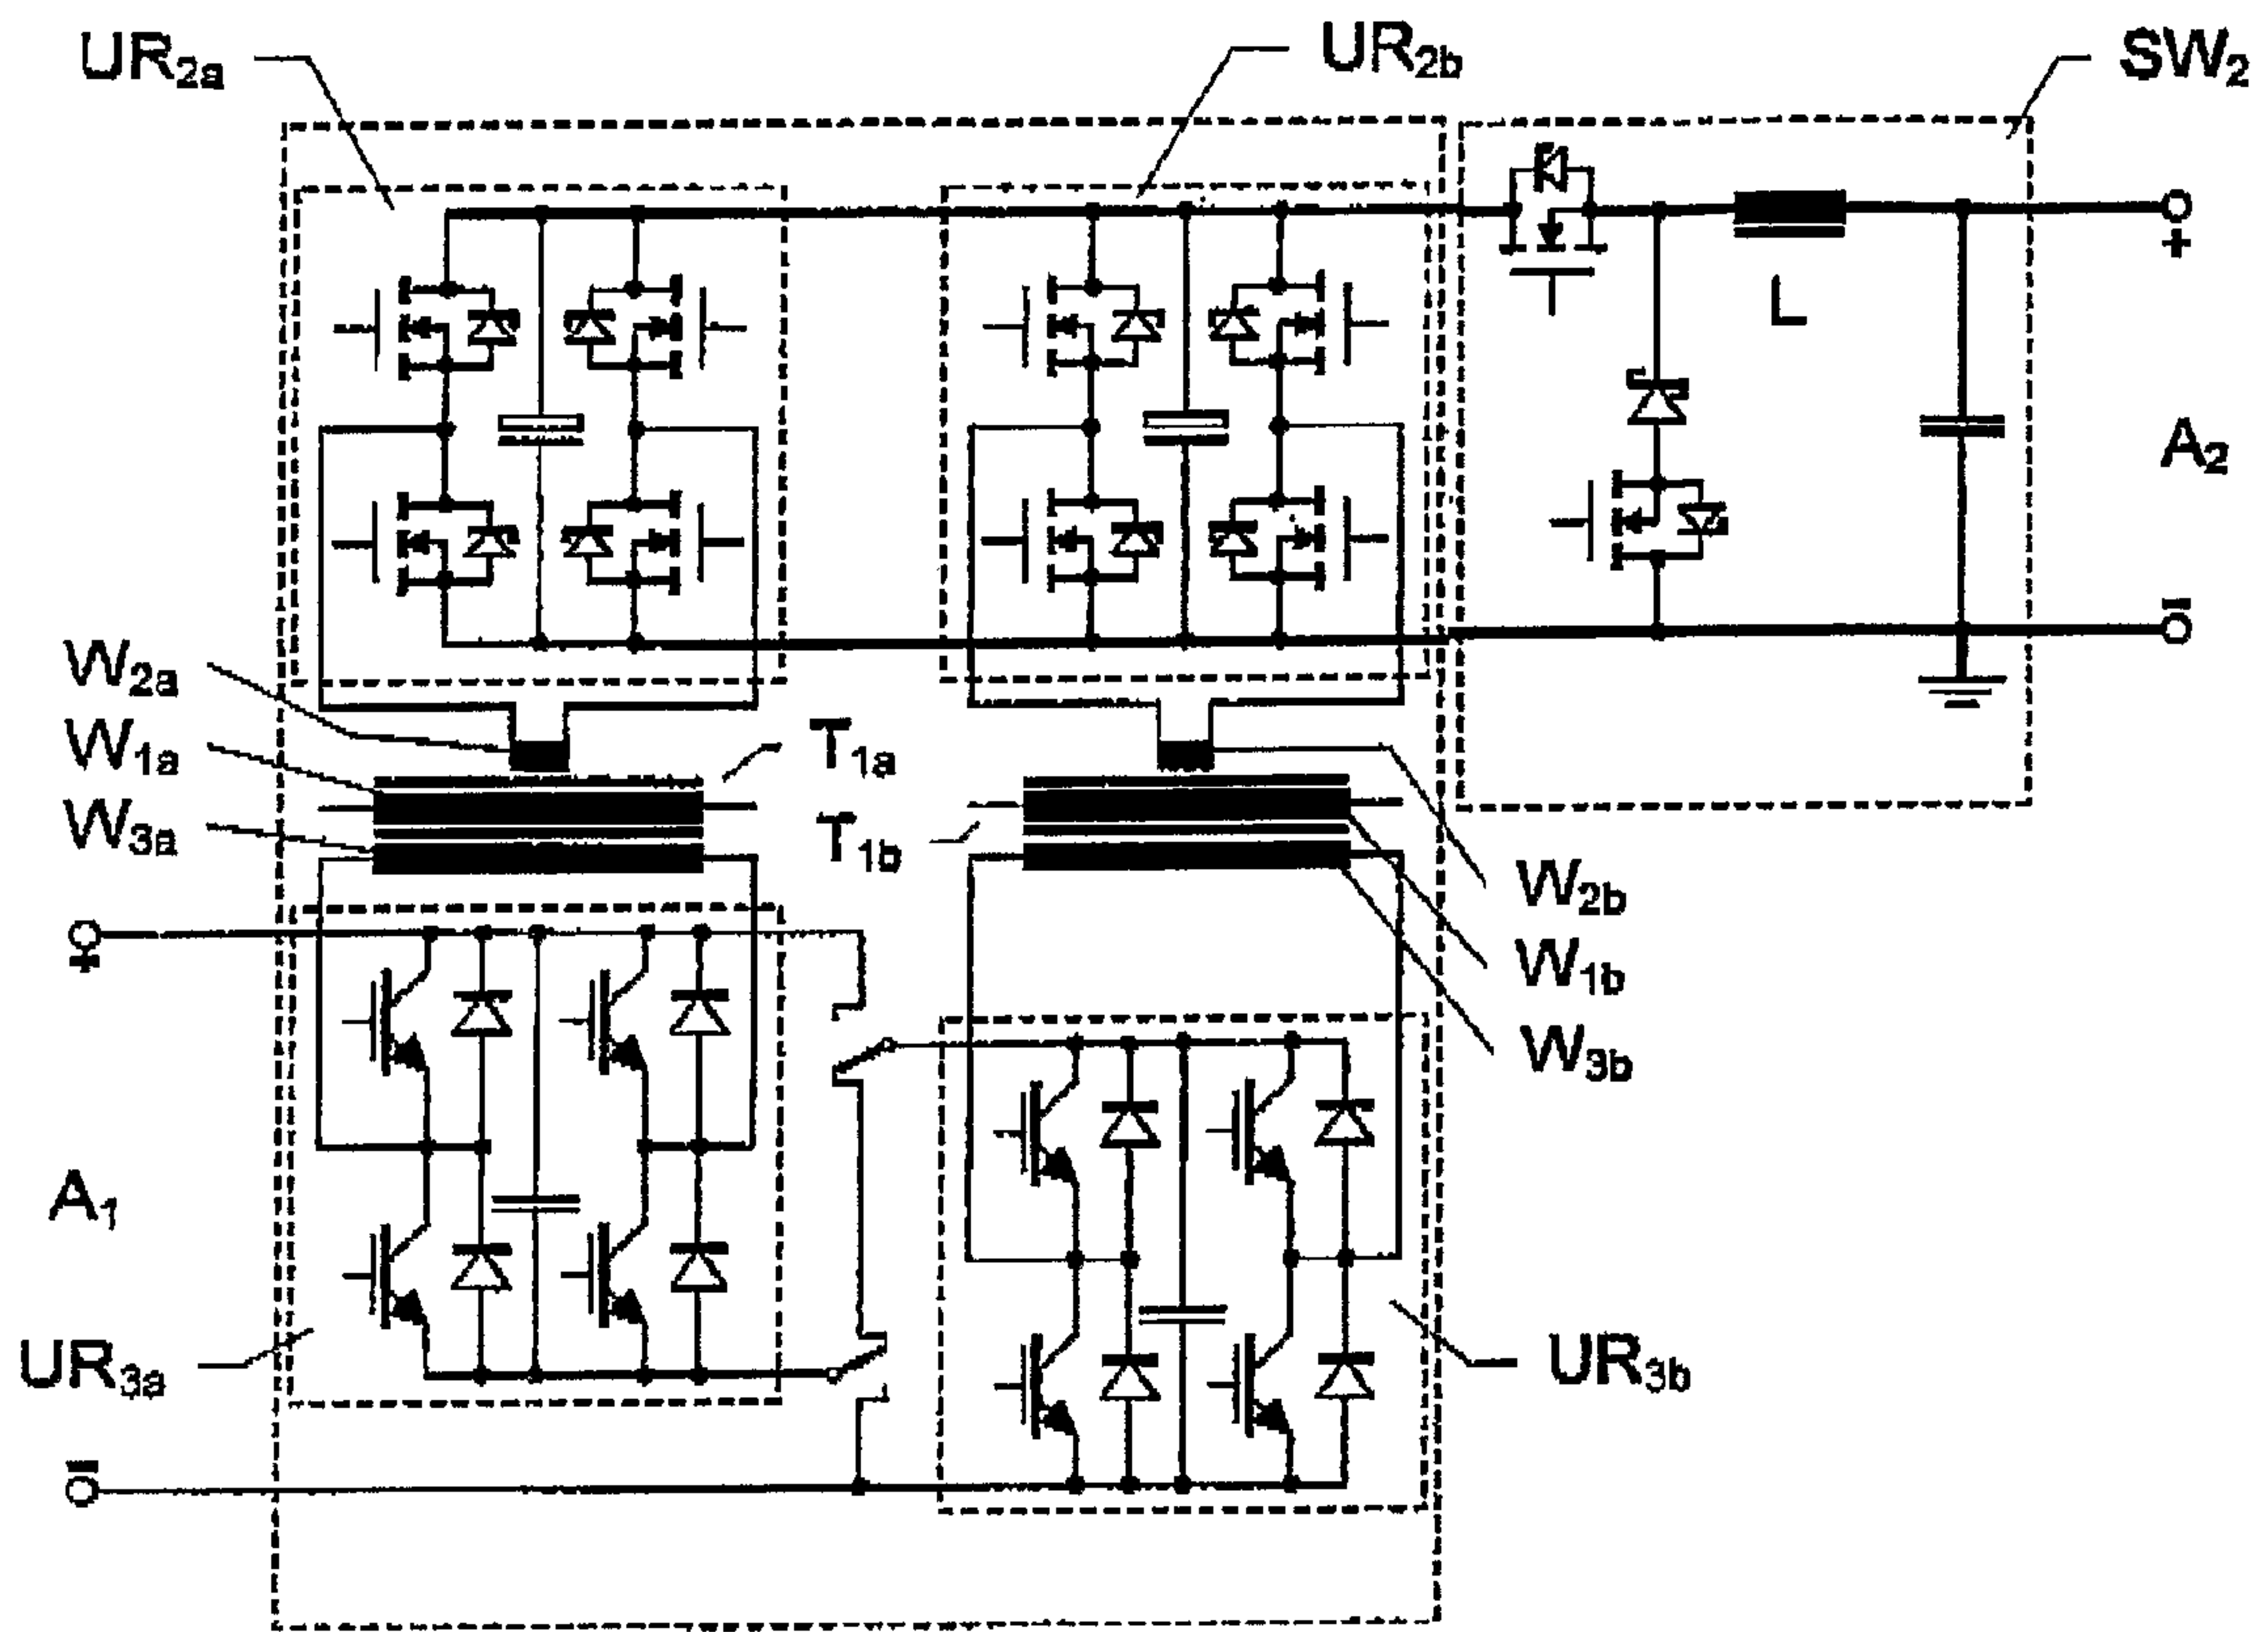 UR2a
UR2b
SW2
+
L
A2
−
W2a
W1a
W3a
T1a
T1b
W2b
W1b
W3b
+
A1
UR3a
UR3b
−